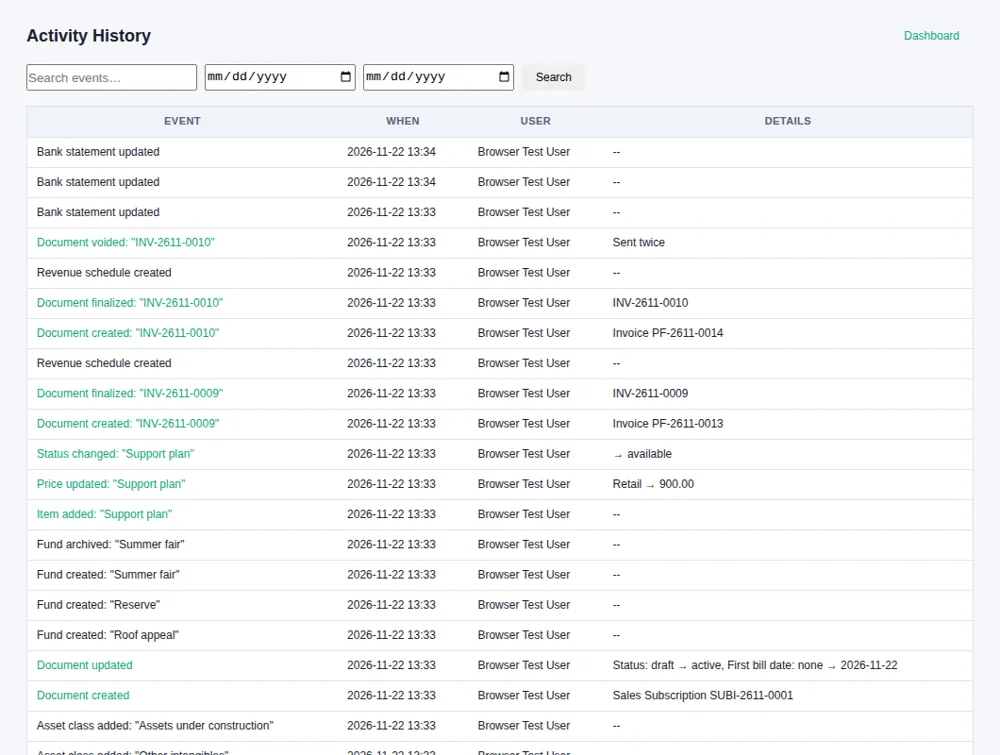 Activity History
Dashboard
Search events…
mm/dd/yyyy
mm/dd/yyyy
Search
EVENT WHEN USER DETAILS
Bank statement updated 2026-11-22 13:34 Browser Test User --
Bank statement updated 2026-11-22 13:34 Browser Test User --
Bank statement updated 2026-11-22 13:33 Browser Test User --
Document voided: "INV-2611-0010" 2026-11-22 13:33 Browser Test User Sent twice
Revenue schedule created 2026-11-22 13:33 Browser Test User --
Document finalized: "INV-2611-0010" 2026-11-22 13:33 Browser Test User INV-2611-0010
Document created: "INV-2611-0010" 2026-11-22 13:33 Browser Test User Invoice PF-2611-0014
Revenue schedule created 2026-11-22 13:33 Browser Test User --
Document finalized: "INV-2611-0009" 2026-11-22 13:33 Browser Test User INV-2611-0009
Document created: "INV-2611-0009" 2026-11-22 13:33 Browser Test User Invoice PF-2611-0013
Status changed: "Support plan" 2026-11-22 13:33 Browser Test User → available
Price updated: "Support plan" 2026-11-22 13:33 Browser Test User Retail → 900.00
Item added: "Support plan" 2026-11-22 13:33 Browser Test User --
Fund archived: "Summer fair" 2026-11-22 13:33 Browser Test User --
Fund created: "Summer fair" 2026-11-22 13:33 Browser Test User --
Fund created: "Reserve" 2026-11-22 13:33 Browser Test User --
Fund created: "Roof appeal" 2026-11-22 13:33 Browser Test User --
Document updated 2026-11-22 13:33 Browser Test User Status: draft → active, First bill date: none → 2026-11-22
Document created 2026-11-22 13:33 Browser Test User Sales Subscription SUBI-2611-0001
Asset class added: "Assets under construction" 2026-11-22 13:33 Browser Test User --
Asset class added: "Other intangibles" 2026-11-22 13:33 Browser Test User